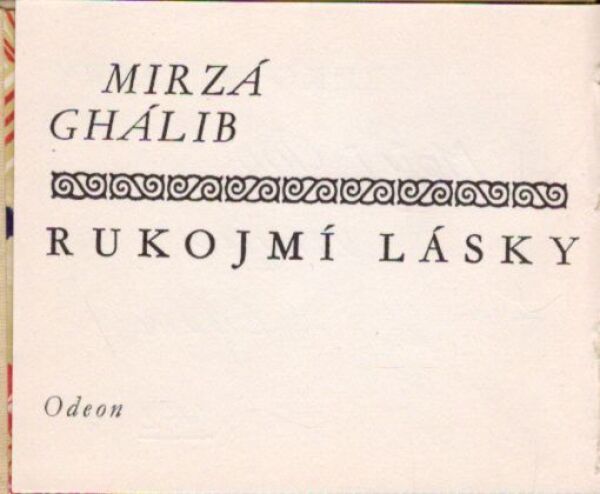 MIRZÁ
GHÁLIB
RUKOJMÍ LÁSKY
Odeon